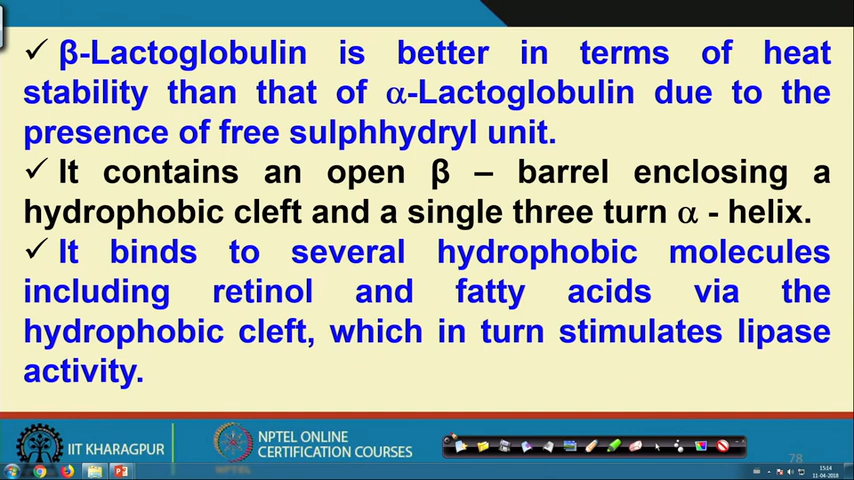 ✓ β-Lactoglobulin is better in terms of heat
stability than that of α-Lactoglobulin due to the
presence of free sulphhydryl unit.
✓ It contains an open β – barrel enclosing a
hydrophobic cleft and a single three turn α - helix.
✓ It binds to several hydrophobic molecules
including retinol and fatty acids via the
hydrophobic cleft, which in turn stimulates lipase
activity.
IIT KHARAGPUR
NPTEL ONLINE
CERTIFICATION COURSES
NPTEL
78
15:14
11-04-2018